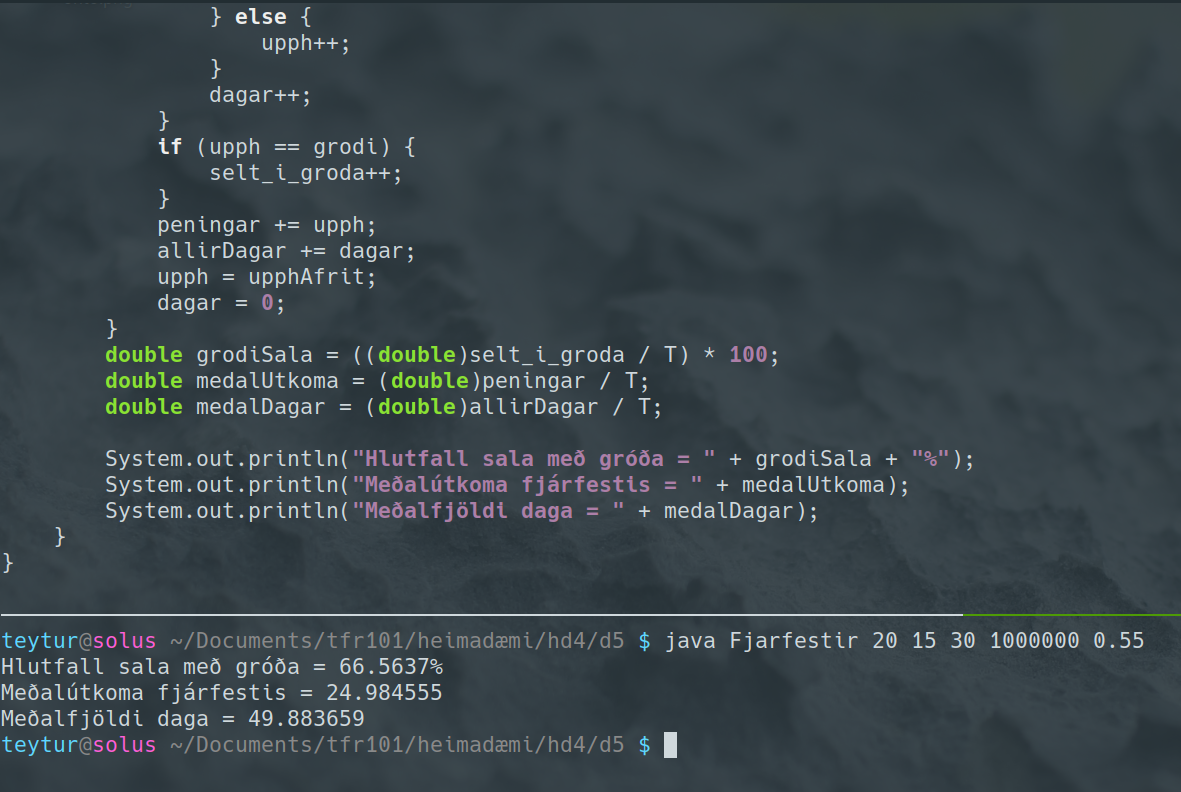 } else {
upph++;
}
dagar++;
}
if (upph == grodi) {
selt_i_groda++;
}
peningar += upph;
allirDagar += dagar;
upph = upphAfrit;
dagar = 0;
}
double grodiSala = ((double)selt_i_groda / T) * 100;
double medalUtkoma = (double)peningar / T;
double medalDagar = (double)allirDagar / T;
System.out.println("Hlutfall sala með gróða = " + grodiSala + "%");
System.out.println("Meðalútkoma fjárfestis = " + medalUtkoma);
System.out.println("Meðalfjöldi daga = " + medalDagar);
}
}
teytur@solus ~/Documents/tfr101/heimadæmi/hd4/d5 $ java Fjarfestir 20 15 30 1000000 0.55
Hlutfall sala með gróða = 66.5637%
Meðalútkoma fjárfestis = 24.984555
Meðalfjöldi daga = 49.883659
teytur@solus ~/Documents/tfr101/heimadæmi/hd4/d5 $